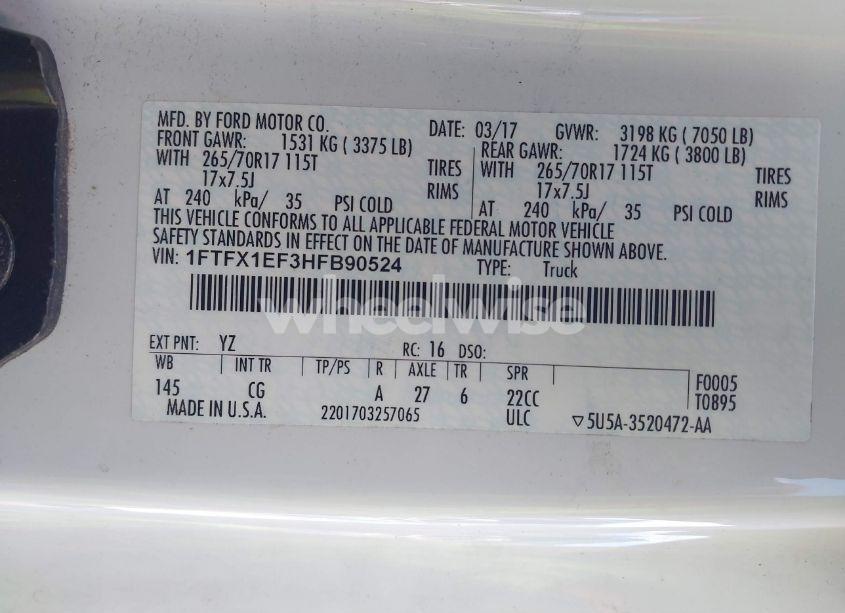 MFD. BY FORD MOTOR CO. DATE: 03/17 GVWR: 3198 KG ( 7050 LB)
FRONT GAWR: 1531 KG ( 3375 LB) REAR GAWR: 1724 KG ( 3800 LB)
WITH 265/70R17 115T TIRES WITH 265/70R17 115T TIRES
17x7.5J RIMS 17x7.5J RIMS
AT 240 kPa/ 35 PSI COLD AT 240 kPa/ 35 PSI COLD
THIS VEHICLE CONFORMS TO ALL APPLICABLE FEDERAL MOTOR VEHICLE
SAFETY STANDARDS IN EFFECT ON THE DATE OF MANUFACTURE SHOWN ABOVE.
VIN: 1FTFX1EF3HFB90524 TYPE: Truck
wheelwise
EXT PNT: YZ RC: 16 DSO:
WB INT TR TP/PS R AXLE TR SPR
145 CG A 27 6 22CC
F0005
T0895
MADE IN U.S.A. 2201703257065 ULC ▽5U5A-3520472-AA